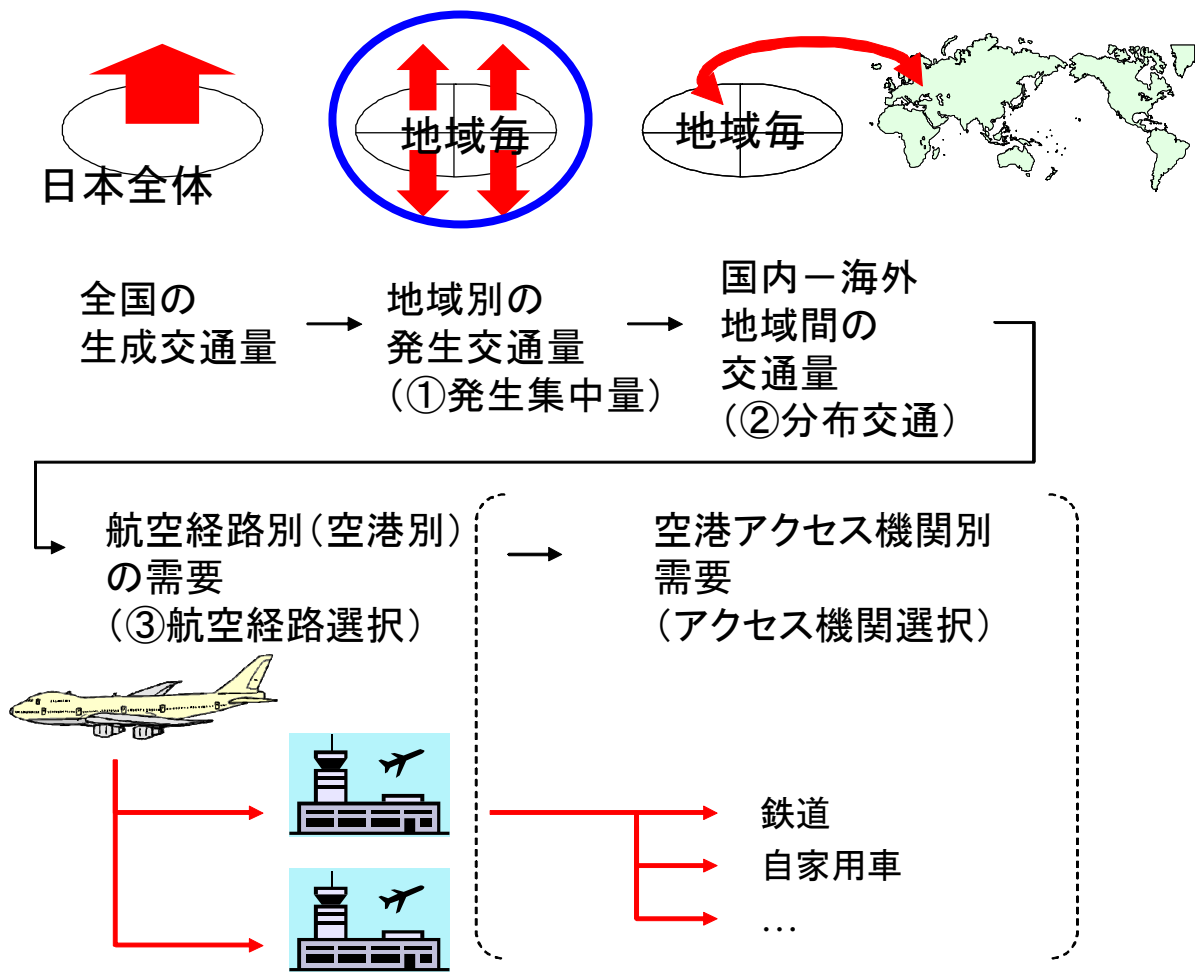 日本全体
地域毎
地域毎
全国の
生成交通量
地域別の
発生交通量
(①発生集中量)
国内－海外
地域間の
交通量
(②分布交通)
航空経路別(空港別)
の需要
(③航空経路選択)
空港アクセス機関別
需要
(アクセス機関選択)
鉄道
自家用車
…